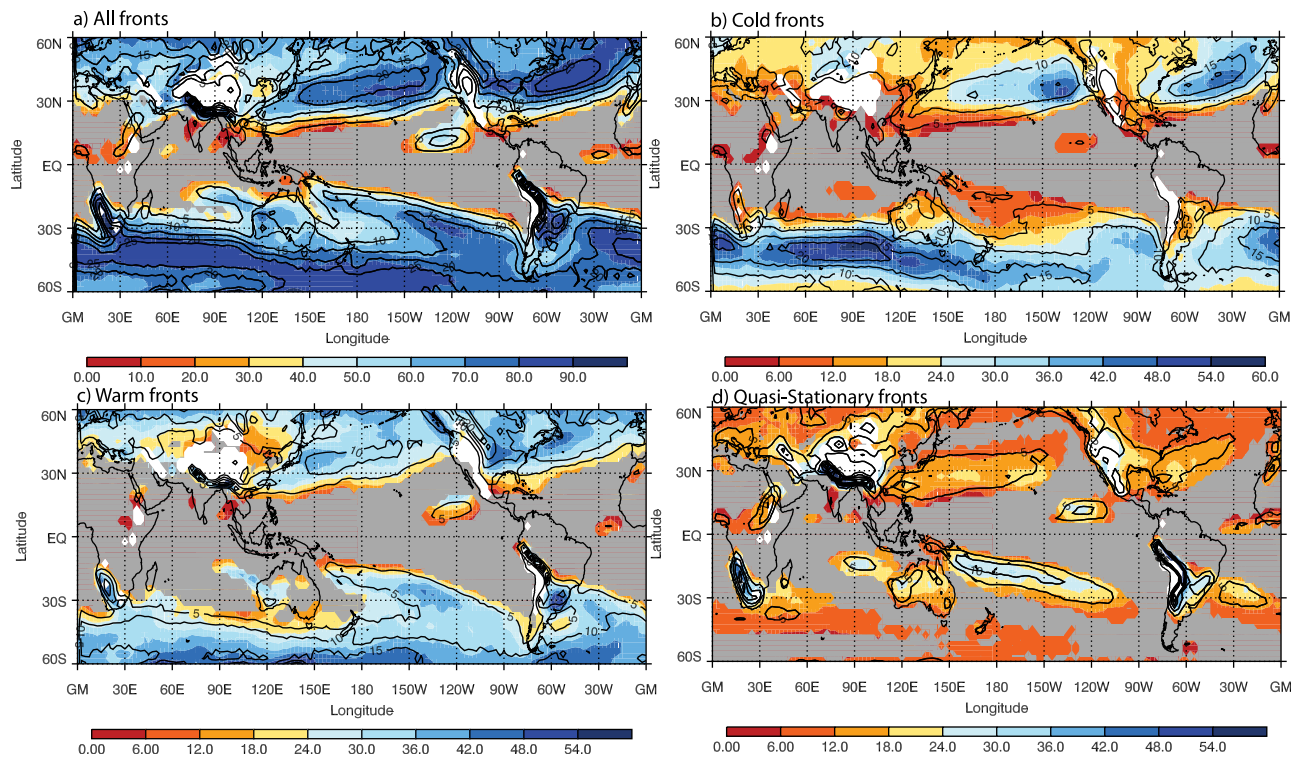 a) All fronts
60N
30N
EQ
30S
60S
Latitude
GM 30E 60E 90E 120E 150E 180 150W 120W 90W 60W 30W GM
Longitude
0.00 10.0 20.0 30.0 40.0 50.0 60.0 70.0 80.0 90.0
b) Cold fronts
60N
30N
EQ
30S
60S
Latitude
GM 30E 60E 90E 120E 150E 180 150W 120W 90W 60W 30W GM
Longitude
0.00 6.00 12.0 18.0 24.0 30.0 36.0 42.0 48.0 54.0 60.0
c) Warm fronts
60N
30N
EQ
30S
60S
Latitude
GM 30E 60E 90E 120E 150E 180 150W 120W 90W 60W 30W GM
Longitude
0.00 6.00 12.0 18.0 24.0 30.0 36.0 42.0 48.0 54.0
d) Quasi-Stationary fronts
60N
30N
EQ
30S
60S
Latitude
GM 30E 60E 90E 120E 150E 180 150W 120W 90W 60W 30W GM
Longitude
0.00 6.00 12.0 18.0 24.0 30.0 36.0 42.0 48.0 54.0